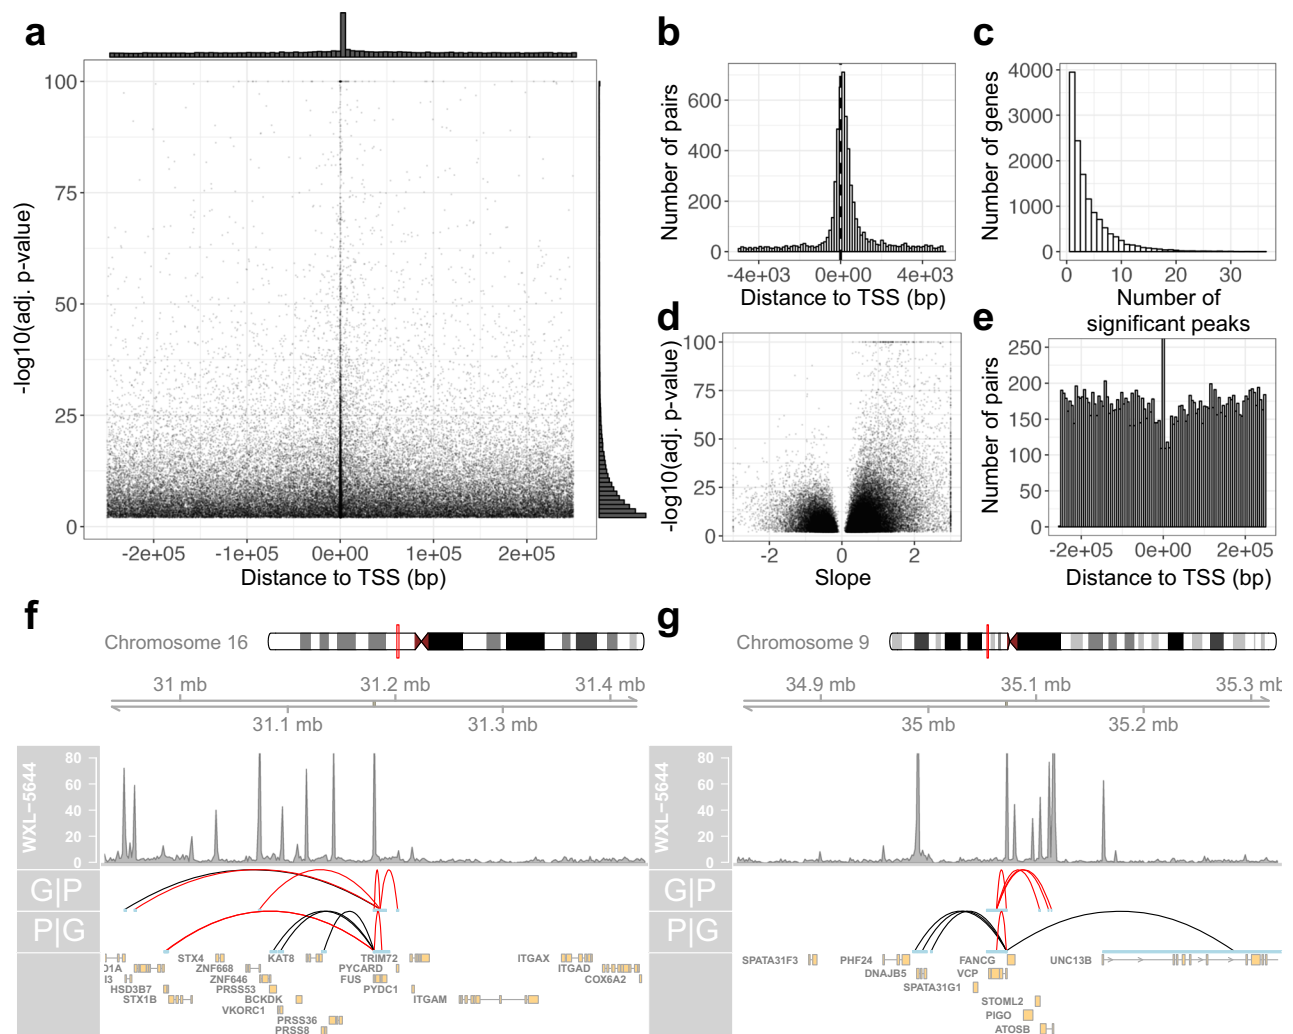 a
100
75
50
25
0
-log10(adj. p-value)
-2e+05 -1e+05 0e+00 1e+05 2e+05
Distance to TSS (bp)
b
600
400
200
0
Number of pairs
-4e+03 0e+00 4e+03
Distance to TSS (bp)
c
4000
3000
2000
1000
0
Number of genes
0 10 20 30
Number of
significant peaks
d
100
75
50
25
0
-log10(adj. p-value)
-2 0 2
Slope
e
250
200
150
100
50
0
Number of pairs
-2e+05 0e+00 2e+05
Distance to TSS (bp)
f
Chromosome 16
31 mb 31.2 mb 31.4 mb
31.1 mb 31.3 mb
WXL−5644
80
60
40
20
0
G|P
P|G
01A STX4 KAT8 TRIM72 ITGAX
ZNF668 PYCARD ITGAD
I3 ZNF646 FUS COX6A2
HSD3B7 PRSS53 PYDC1
STX1B BCKDK ITGAM
VKORC1
PRSS36
PRSS8
g
Chromosome 9
34.9 mb 35.1 mb 35.3 mb
35 mb 35.2 mb
WXL−5644
80
60
40
20
0
G|P
P|G
SPATA31F3 PHF24 FANCG UNC13B
DNAJB5 VCP
SPATA31G1
STOML2
PIGO
ATOSB